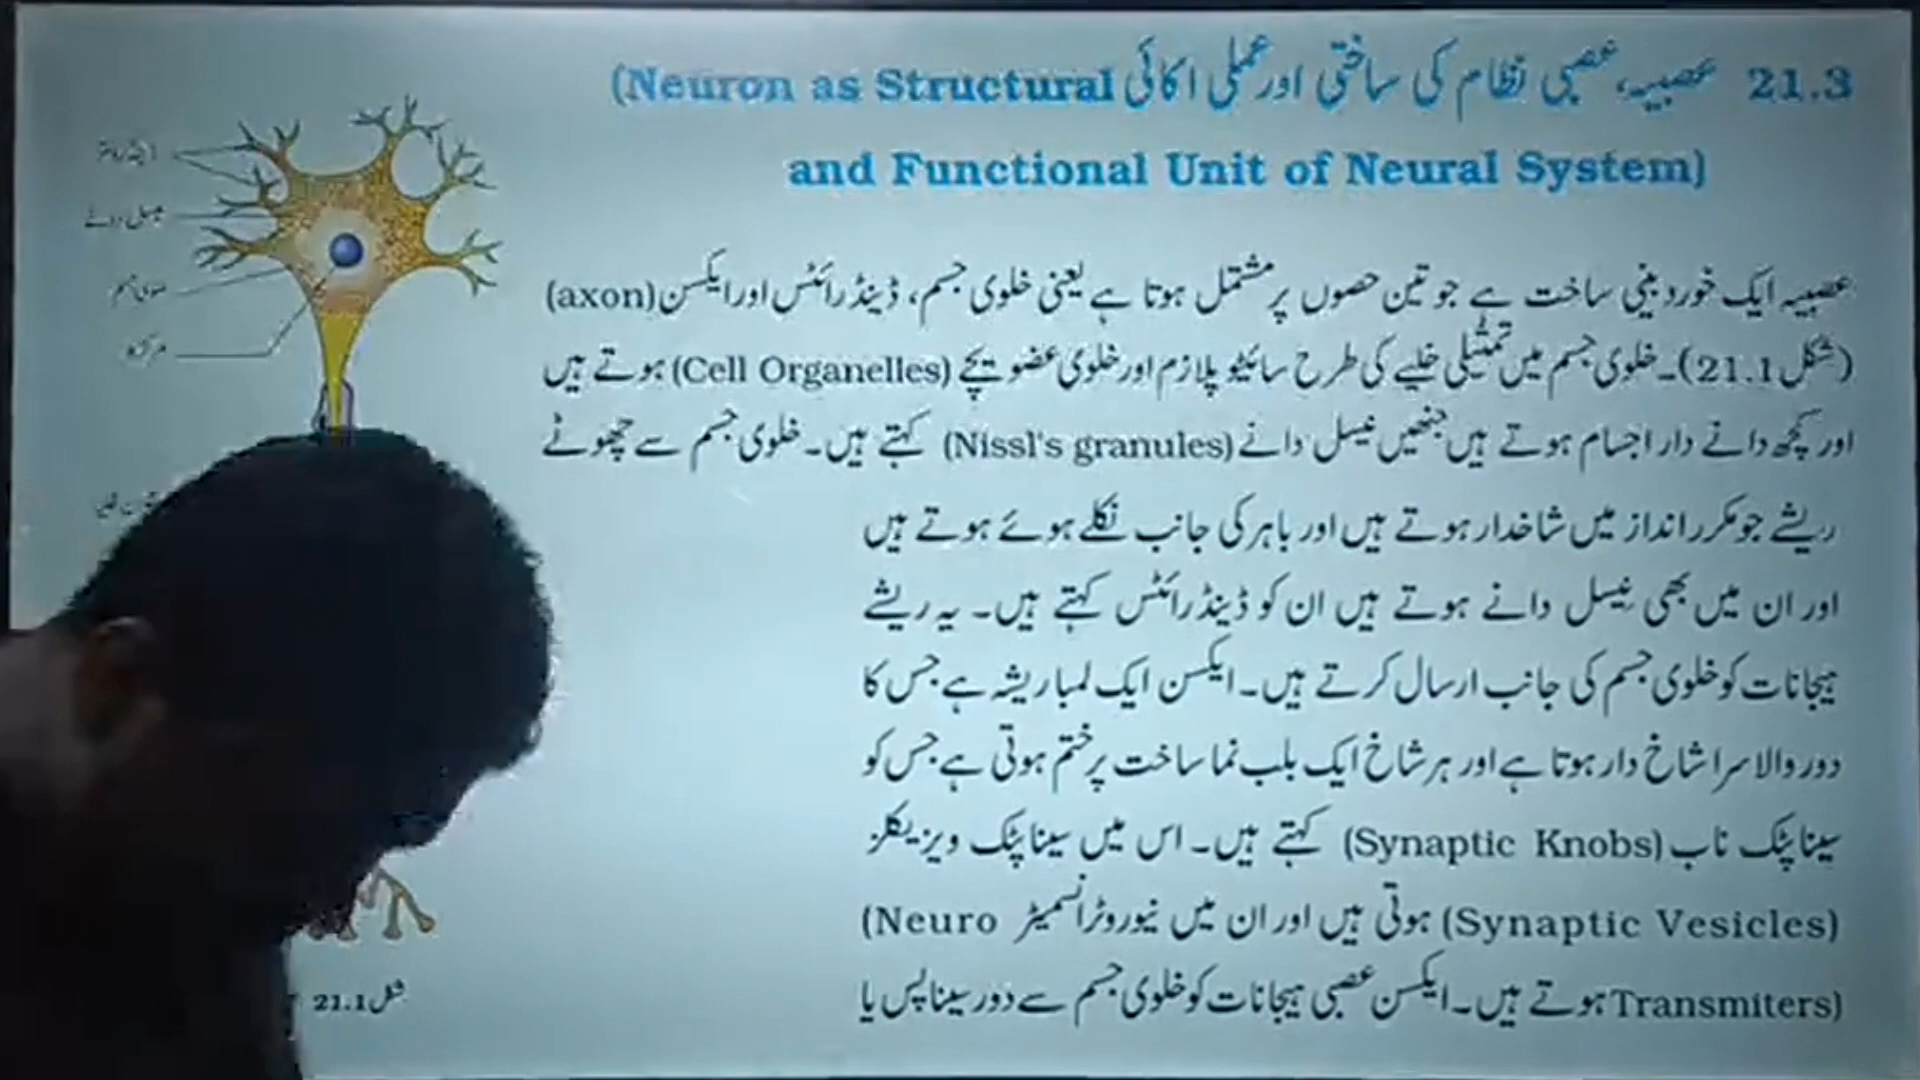 21.3 عصبیہ، عصبی نظام کی ساختی اور عملی اکائی (Neuron as Structural
and Functional Unit of Neural System)
عصبیہ ایک خوردبینی ساخت ہے جو تین حصوں پر مشتمل ہوتا ہے یعنی خلوی جسم، ڈینڈرائٹس اور ایکسن (axon)
(شکل 21.1)۔ خلوی جسم میں تمثیلی خلیے کی طرح سائیٹوپلازم اور خلوی عضویچے (Cell Organelles) ہوتے ہیں
اور کچھ دانے دار اجسام ہوتے ہیں جنھیں نیسل دانے (Nissl's granules) کہتے ہیں۔ خلوی جسم سے چھوٹے
ریشے جو مکرر انداز میں شاخدار ہوتے ہیں اور باہر کی جانب نکلے ہوئے ہوتے ہیں
اور ان میں بھی نیسل دانے ہوتے ہیں ان کو ڈینڈرائٹس کہتے ہیں۔ یہ ریشے
ہیجانات کو خلوی جسم کی جانب ارسال کرتے ہیں۔ ایکسن ایک لمبا ریشہ ہے جس کا
دور والا سرا شاخ دار ہوتا ہے اور ہر شاخ ایک بلب نما ساخت پر ختم ہوتی ہے جس کو
سیناپٹک ناب (Synaptic Knobs) کہتے ہیں۔ اس میں سیناپٹک ویزیکلز
(Synaptic Vesicles) ہوتی ہیں اور ان میں نیوروٹرانسمیٹر (Neuro
Transmiters) ہوتے ہیں۔ ایکسن عصبی ہیجانات کو خلوی جسم سے دور سیناپس یا
نیسل دانے
خلوی جسم
مرکزہ
شکل 21.1